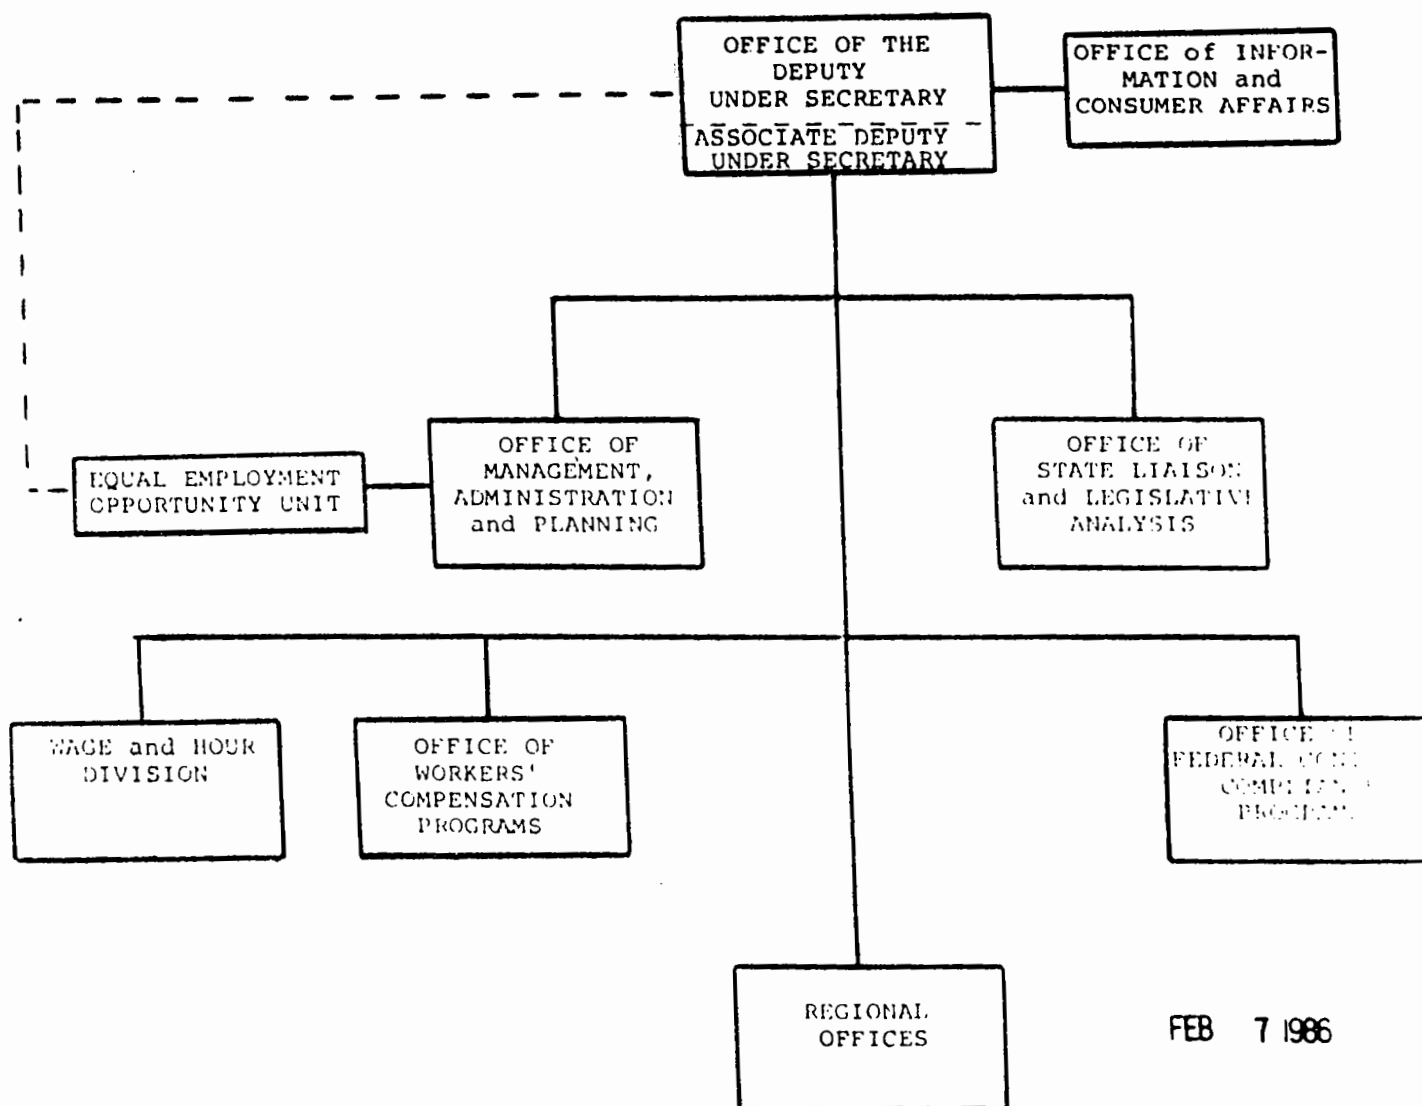 OFFICE OF THE
DEPUTY
UNDER SECRETARY
ASSOCIATE DEPUTY
UNDER SECRETARY
OFFICE of INFOR-
MATION and
CONSUMER AFFAIRS
EQUAL EMPLOYMENT
OPPORTUNITY UNIT
OFFICE OF
MANAGEMENT,
ADMINISTRATION
and PLANNING
OFFICE OF
STATE LIAISON
and LEGISLATIVE
ANALYSIS
WAGE and HOUR
DIVISION
OFFICE OF
WORKERS'
COMPENSATION
PROGRAMS
OFFICE
FEDERAL
REGIONAL
OFFICES
FEB 7 1986